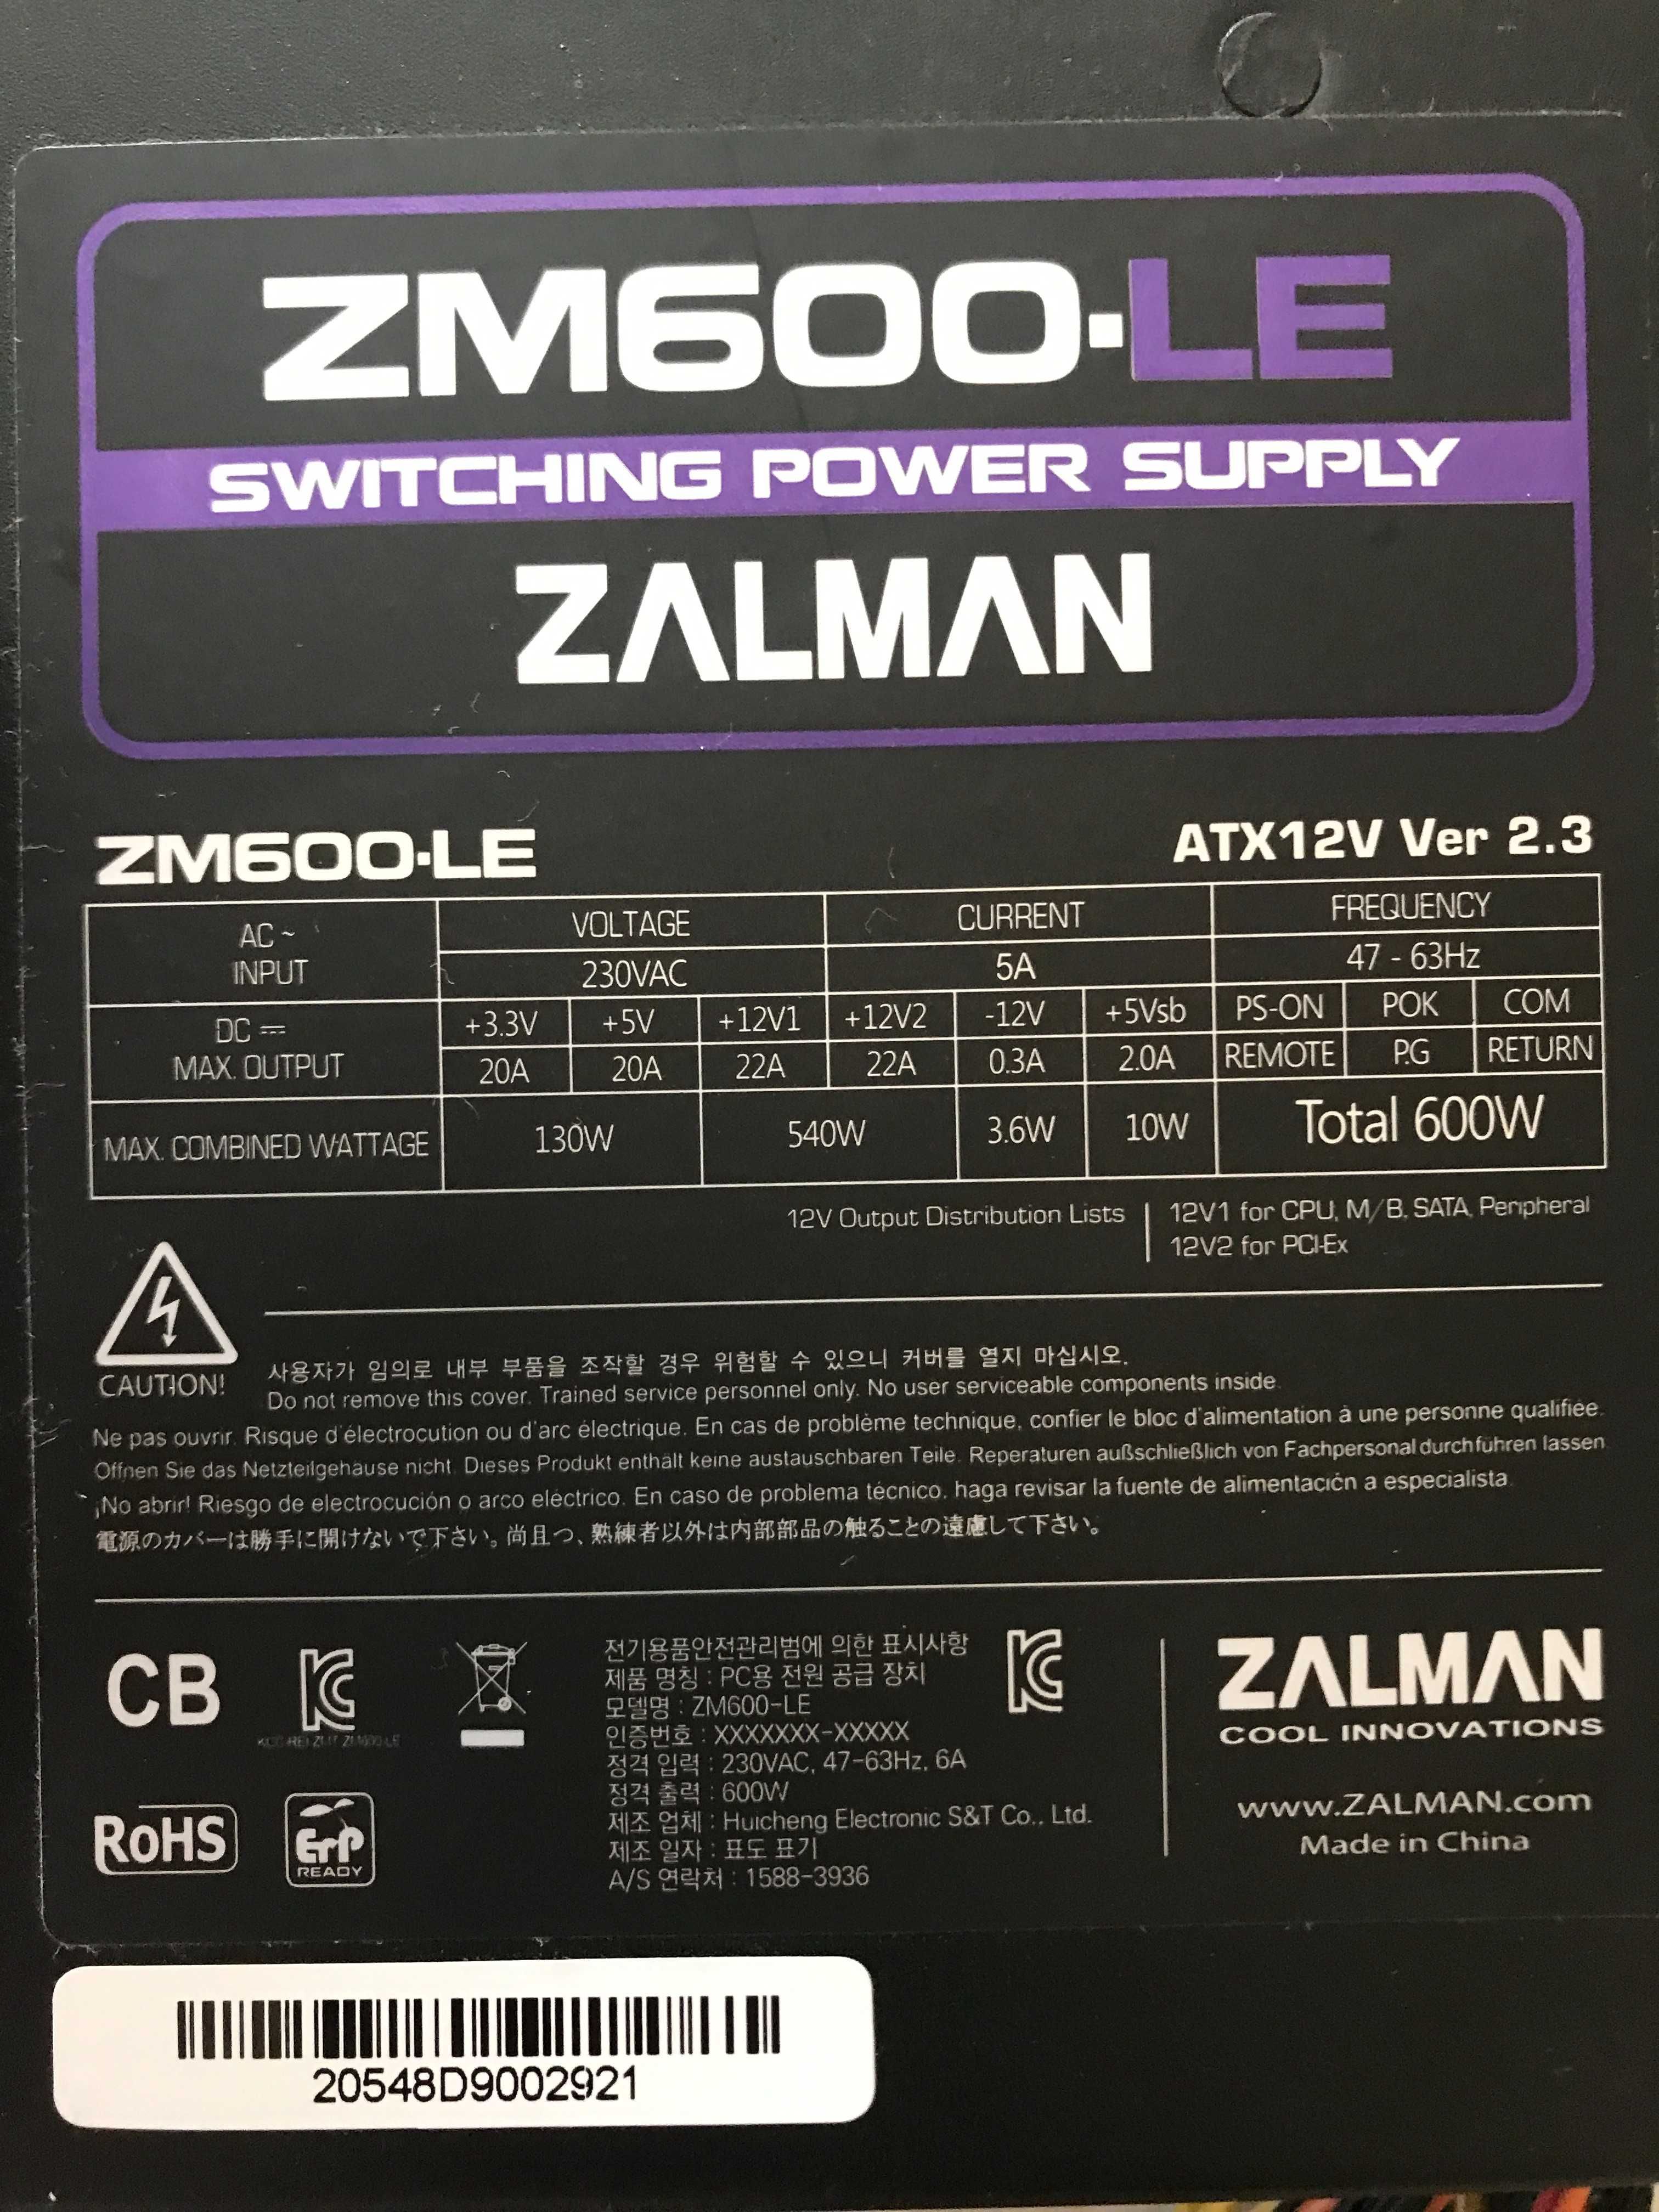 ZM600-LE
SWITCHING POWER SUPPLY
ZALMAN
ZM600-LE
ATX12V Ver 2.3
AC ~ INPUT VOLTAGE CURRENT FREQUENCY
230VAC 5A 47 - 63Hz
DC MAX. OUTPUT +3.3V +5V +12V1 +12V2 -12V +5Vsb PS-ON POK COM
20A 20A 22A 22A 0.3A 2.0A REMOTE P.G RETURN
MAX. COMBINED WATTAGE 130W 540W 3.6W 10W Total 600W
12V Output Distribution Lists 12V1 for CPU, M/B, SATA, Peripheral
12V2 for PCI-Ex
CAUTION!
사용자가 임의로 내부 부품을 조작할 경우 위험할 수 있으니 커버를 열지 마십시오.
Do not remove this cover. Trained service personnel only. No user serviceable components inside.
Ne pas ouvrir. Risque d'électrocution ou d'arc électrique. En cas de problème technique, confier le bloc d'alimentation à une personne qualifiée.
Offnen Sie das Netzteilgehäuse nicht. Dieses Produkt enthält keine austauschbaren Teile. Reperaturen außschließlich von Fachpersonal durchführen lassen
¡No abrir! Riesgo de electrocución o arco eléctrico. En caso de problema técnico, haga revisar la fuente de alimentación a especialista.
電源のカバーは勝手に開けないで下さい。尚且つ、熟練者以外は内部部品の触ることの遠慮して下さい。
CB
전기용품안전관리범에 의한 표시사항
제품 명칭 : PC용 전원 공급 장치
모델명 : ZM600-LE
인증번호 : XXXXXXX-XXXXX
정격 입력 : 230VAC, 47-63Hz, 6A
정격 출력 : 600W
제조 업체 : Huicheng Electronic S&T Co., Ltd.
제조 일자 : 표도 표기
A/S 연락처 : 1588-3936
RoHS
ErP
READY
ZALMAN
COOL INNOVATIONS
www.ZALMAN.com
Made in China
20548D9002921